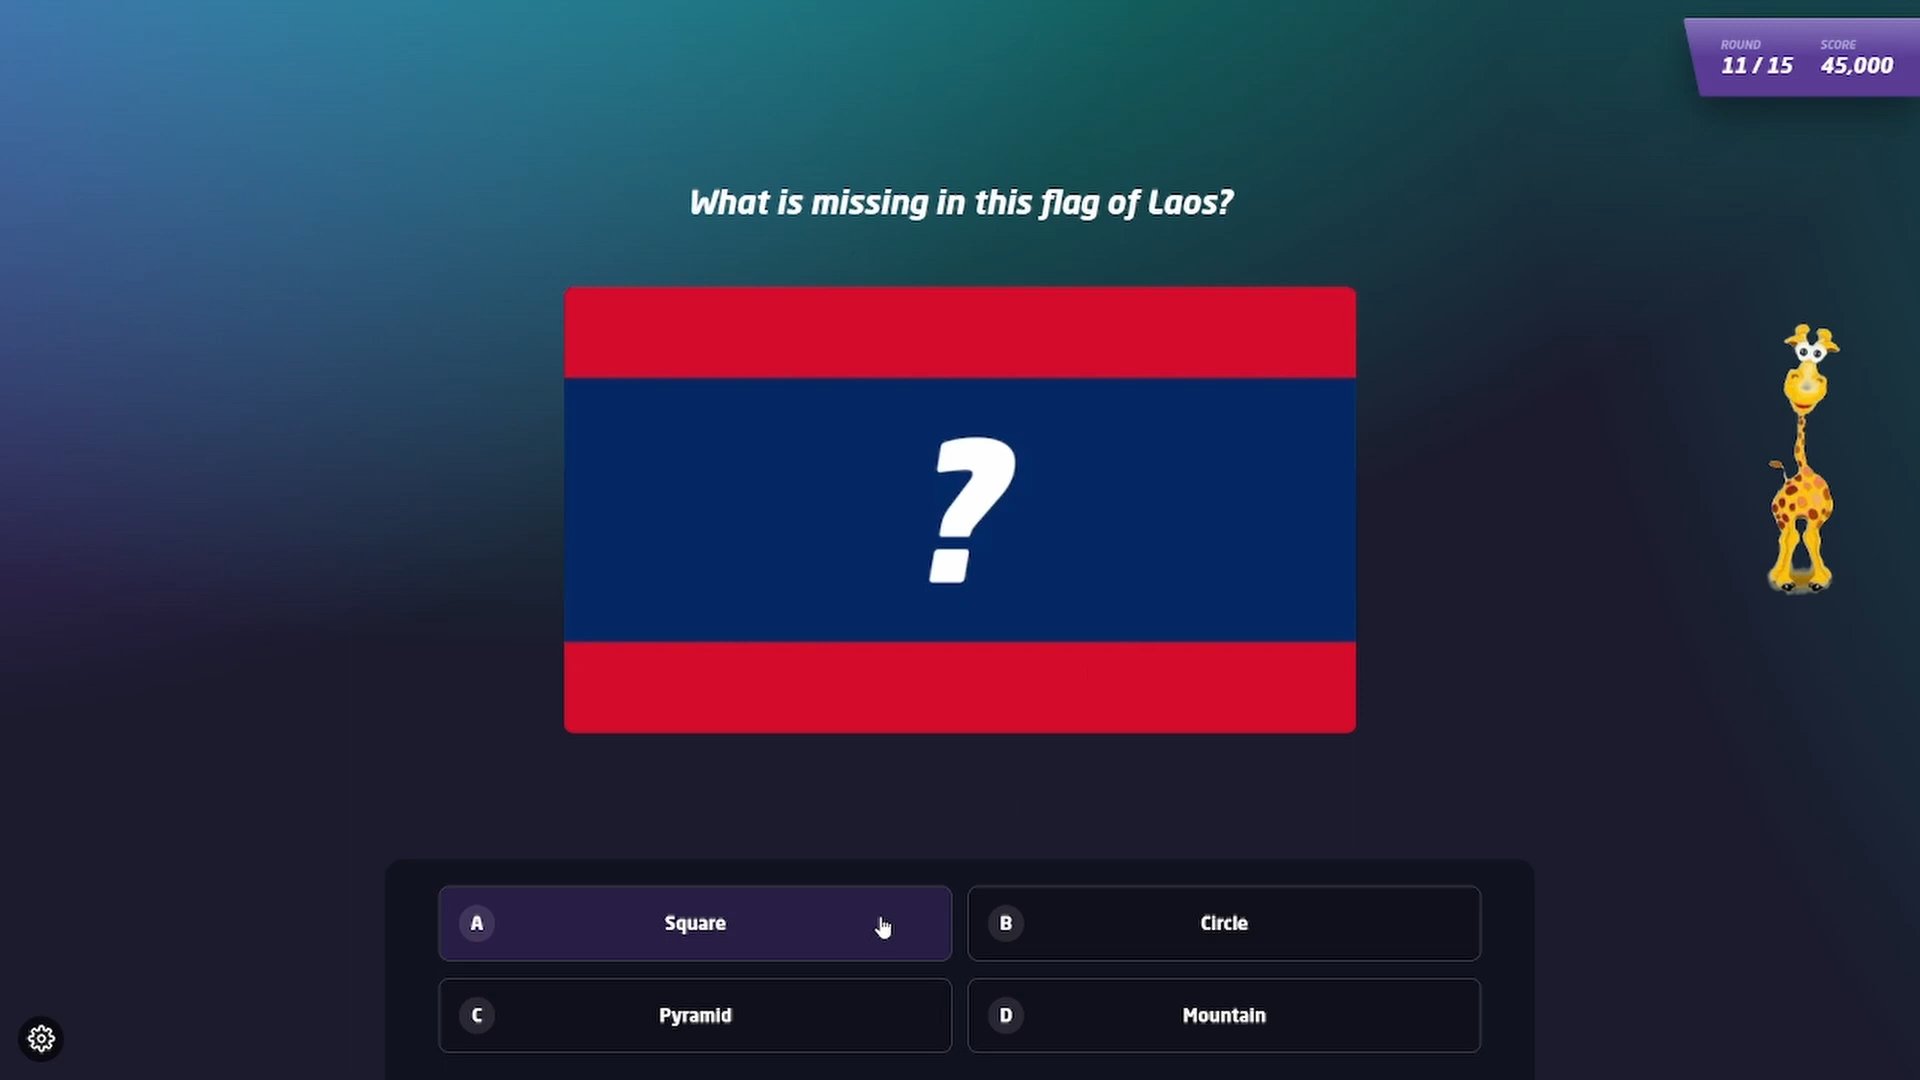 ROUND
11 / 15
SCORE
45,000
What is missing in this flag of Laos?
?
A
Square
B
Circle
C
Pyramid
D
Mountain